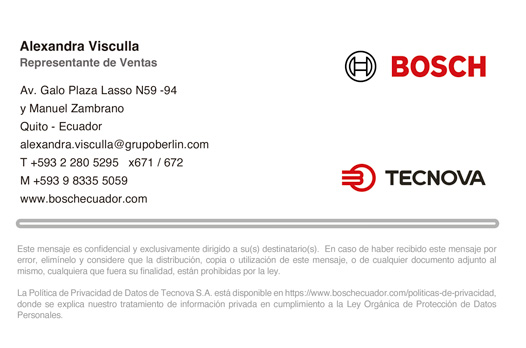 Alexandra Visculla
Representante de Ventas
Av. Galo Plaza Lasso N59 -94
y Manuel Zambrano
Quito - Ecuador
alexandra.visculla@grupoberlin.com
T +593 2 280 5295   x671 / 672
M +593 9 8335 5059
www.boschecuador.com
BOSCH
TECNOVA
Este mensaje es confidencial y exclusivamente dirigido a su(s) destinatario(s). En caso de haber recibido este mensaje por
error, elimínelo y considere que la distribución, copia o utilización de este mensaje, o de cualquier documento adjunto al
mismo, cualquiera que fuera su finalidad, están prohibidas por la ley.
La Política de Privacidad de Datos de Tecnova S.A. está disponible en https://www.boschecuador.com/politicas-de-privacidad,
donde se explica nuestro tratamiento de información privada en cumplimiento a la Ley Orgánica de Protección de Datos
Personales.